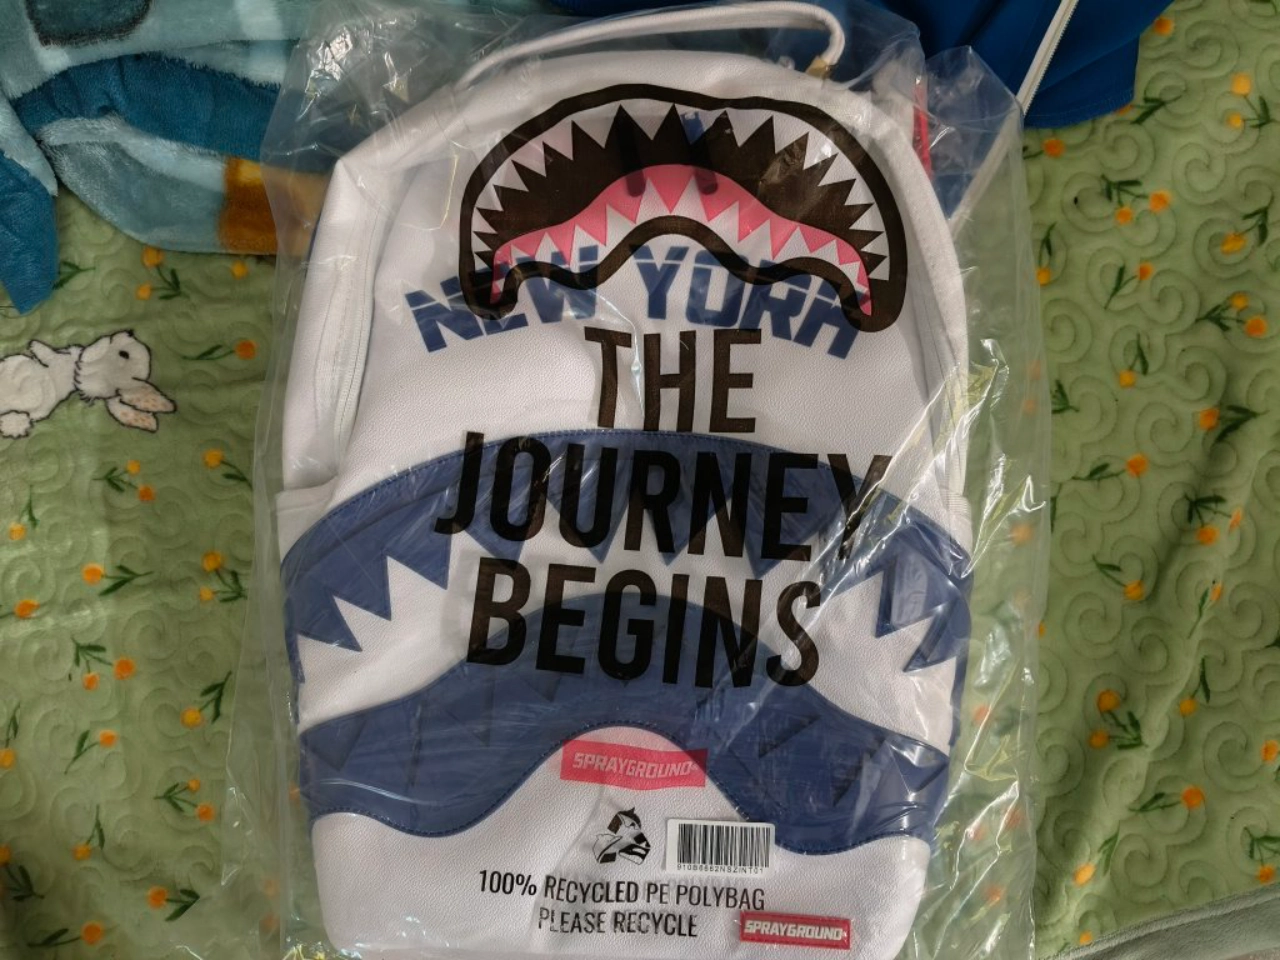 NEW YORK
THE
JOURNEY
BEGINS
SPRAYGROUND
100% RECYCLED PE POLYBAG
PLEASE RECYCLE
SPRAYGROUND